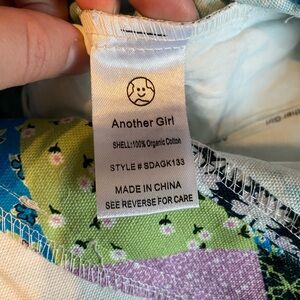 Another Girl
SHELL:100% Organic Cotton
STYLE # SDAGK133
MADE IN CHINA
SEE REVERSE FOR CARE